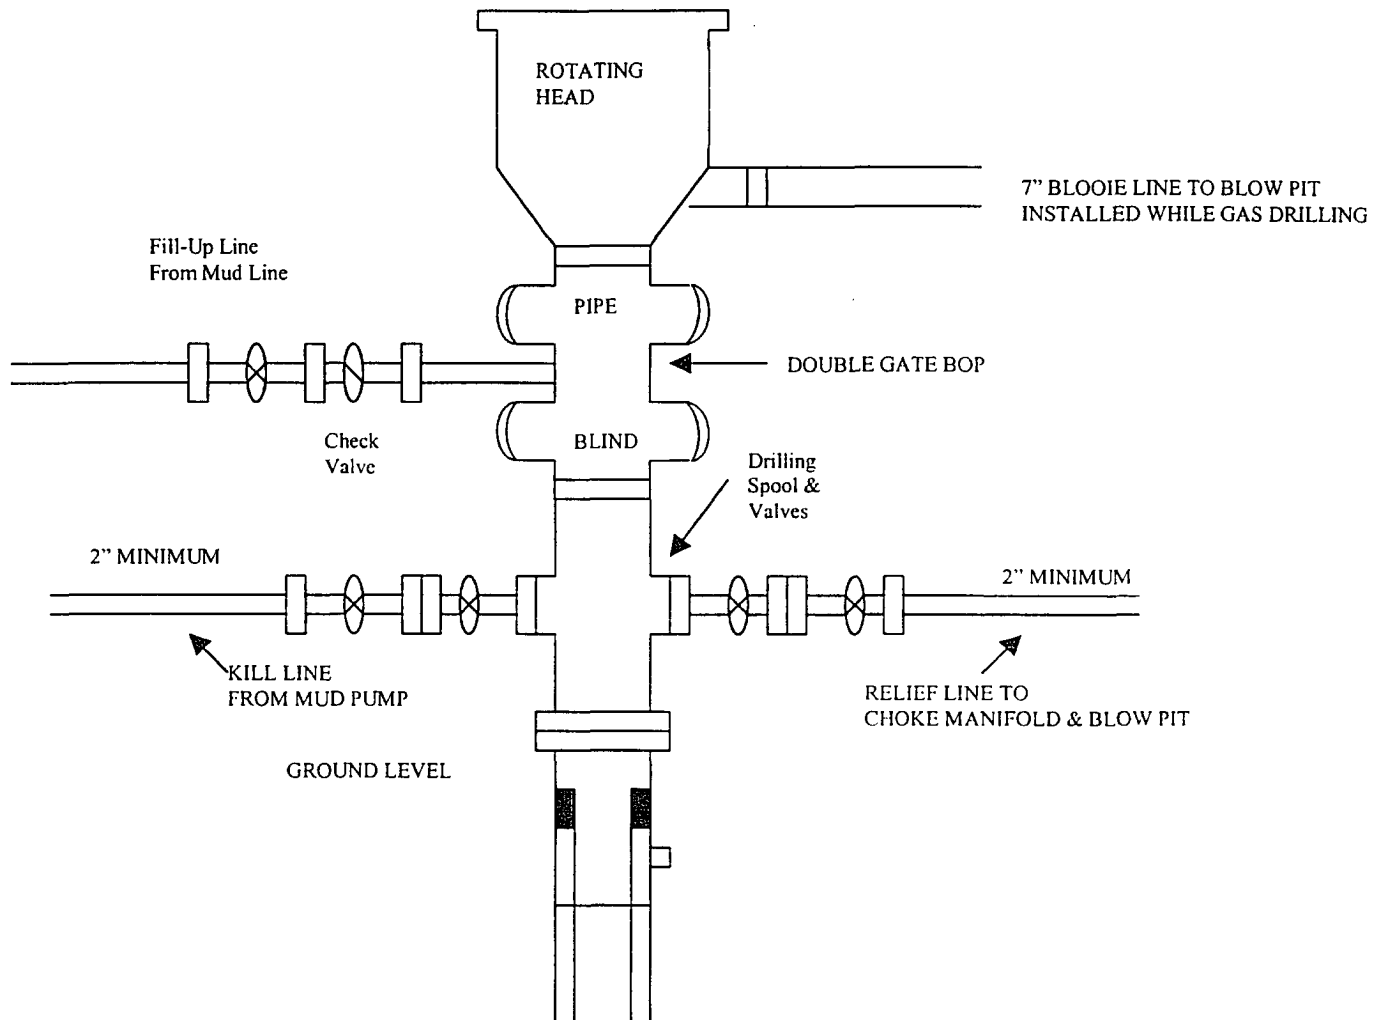 ROTATING
HEAD
7” BLOOIE LINE TO BLOW PIT
INSTALLED WHILE GAS DRILLING
Fill-Up Line
From Mud Line
PIPE
DOUBLE GATE BOP
Check
Valve
BLIND
Drilling
Spool &
Valves
2” MINIMUM
2” MINIMUM
KILL LINE
FROM MUD PUMP
RELIEF LINE TO
CHOKE MANIFOLD & BLOW PIT
GROUND LEVEL